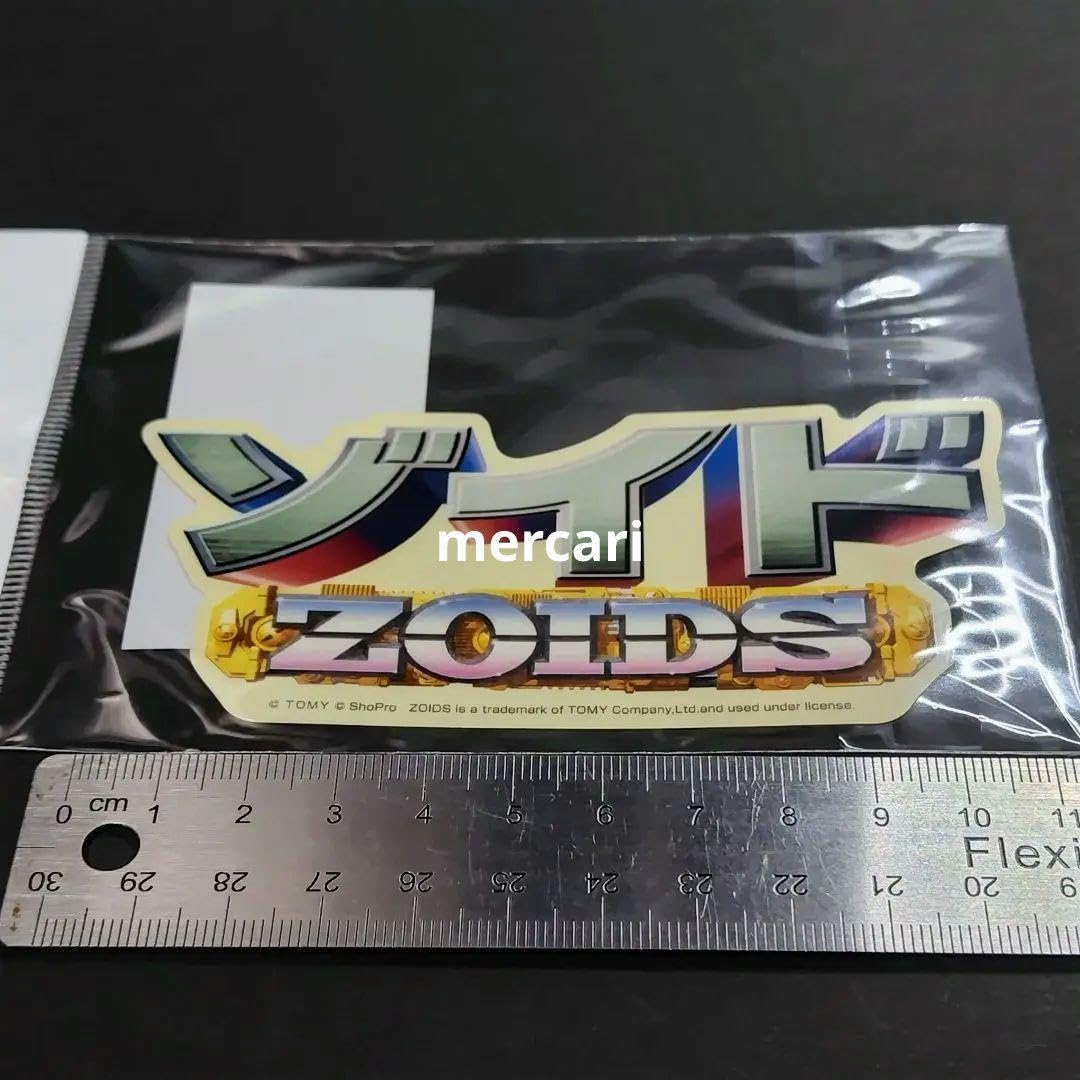 ゾイド
mercari
ZOIDS
© TOMY © ShoPro ZOIDS is a trademark of TOMY Company,Ltd.and used under license.
0 cm 1 2 3 4 5 6 7 8 9 10 11
Flexi
30 29 28 27 26 25 24 23 22 21 20